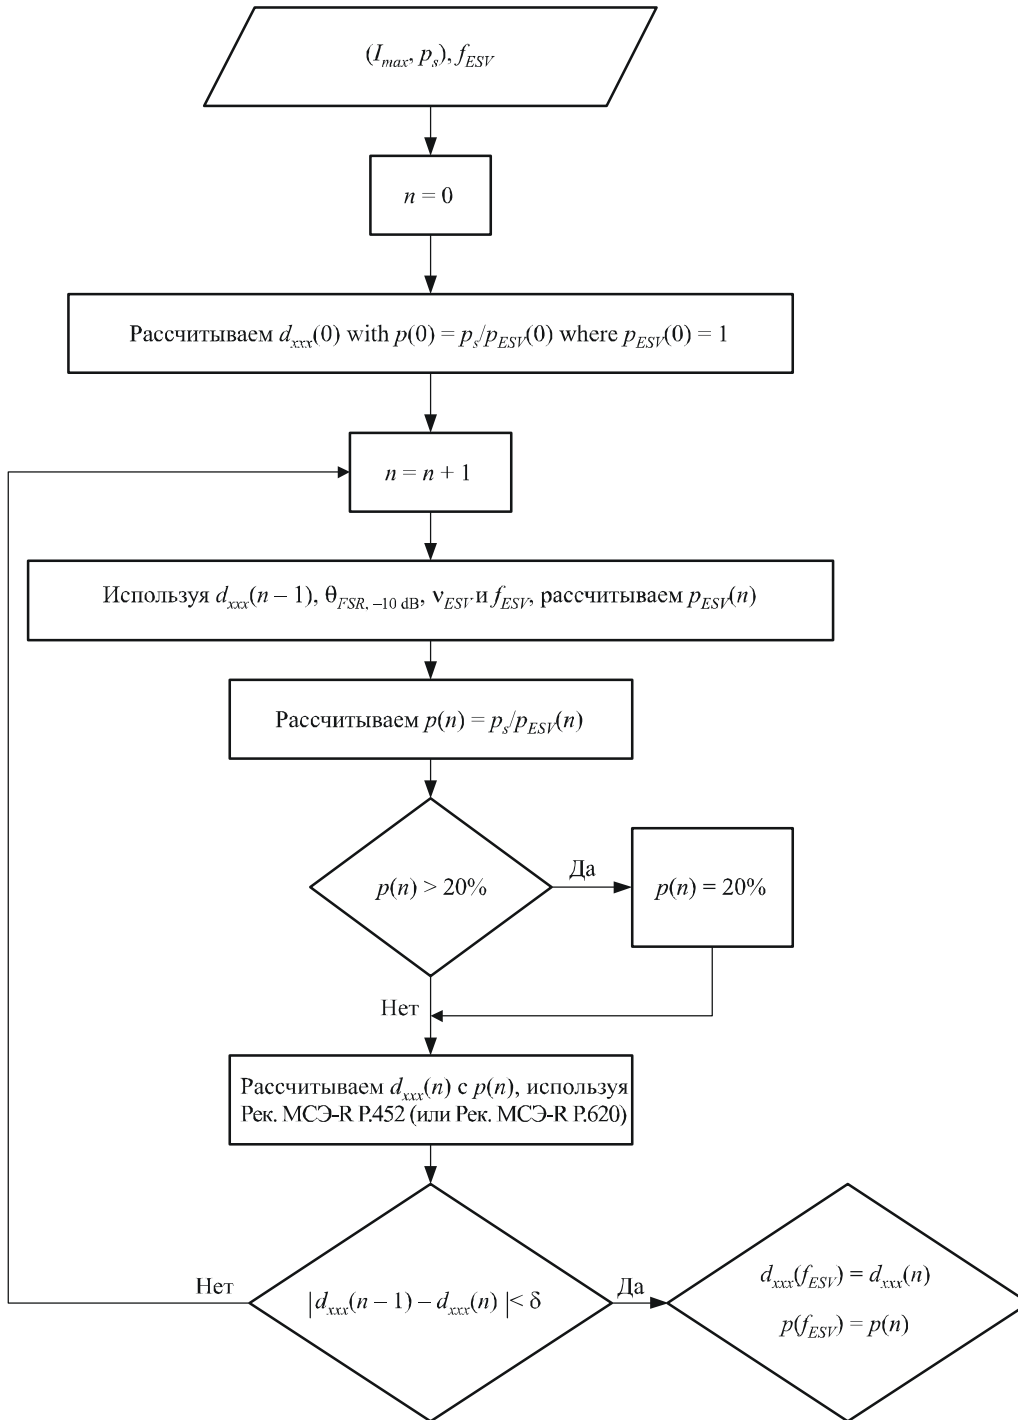 (I_max, p_s), f_ESV
n = 0
Рассчитываем d_xxx(0) with p(0) = p_s/p_ESV(0) where p_ESV(0) = 1
n = n + 1
Используя d_xxx(n – 1), θ_FSR, –10 dB, ν_ESV и f_ESV, рассчитываем p_ESV(n)
Рассчитываем p(n) = p_s/p_ESV(n)
p(n) > 20%
Да
p(n) = 20%
Нет
Рассчитываем d_xxx(n) с p(n), используя
Рек. МСЭ-R P.452 (или Рек. МСЭ-R P.620)
Нет
|d_xxx(n – 1) – d_xxx(n) |< δ
Да
d_xxx(f_ESV) = d_xxx(n)
p(f_ESV) = p(n)